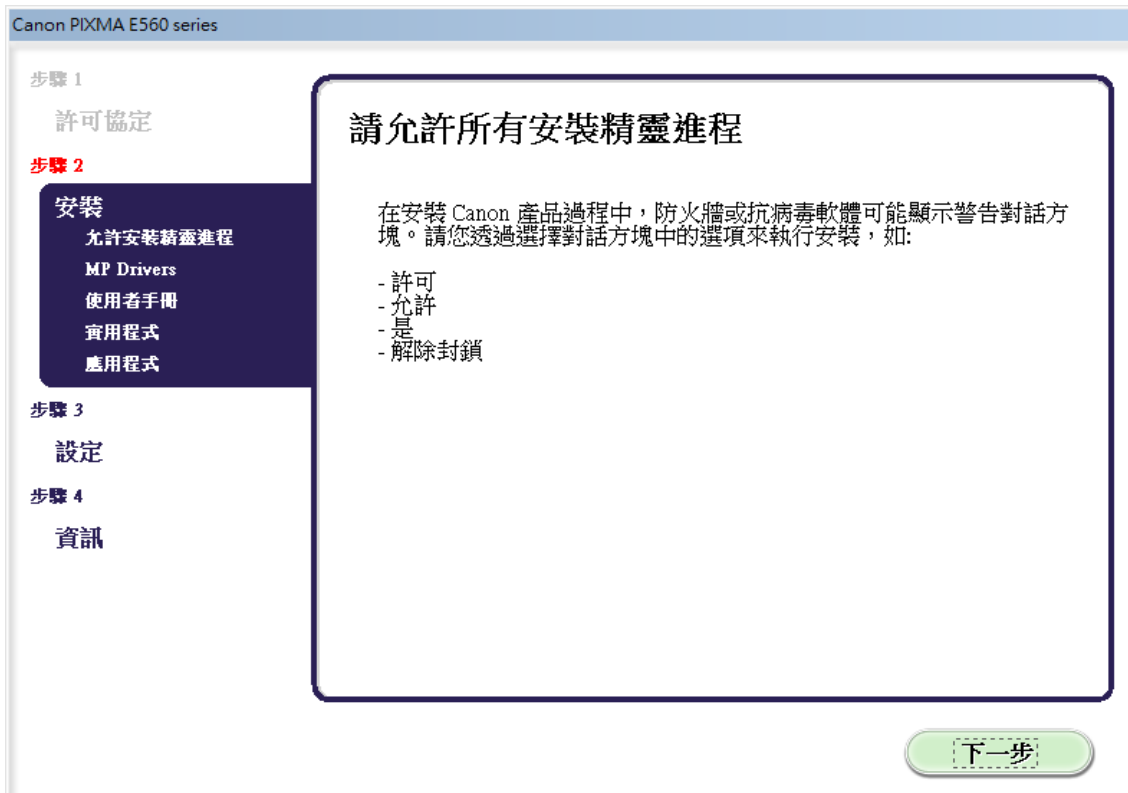 Canon PIXMA E560 series
步驟 1
許可協定
步驟 2
安裝
允許安裝精靈進程
MP Drivers
使用者手冊
實用程式
應用程式
步驟 3
設定
步驟 4
資訊
請允許所有安裝精靈進程
在安裝 Canon 產品過程中，防火牆或抗病毒軟體可能顯示警告對話方
塊。請您透過選擇對話方塊中的選項來執行安裝，如:
- 許可
- 允許
- 是
- 解除封鎖
下一步